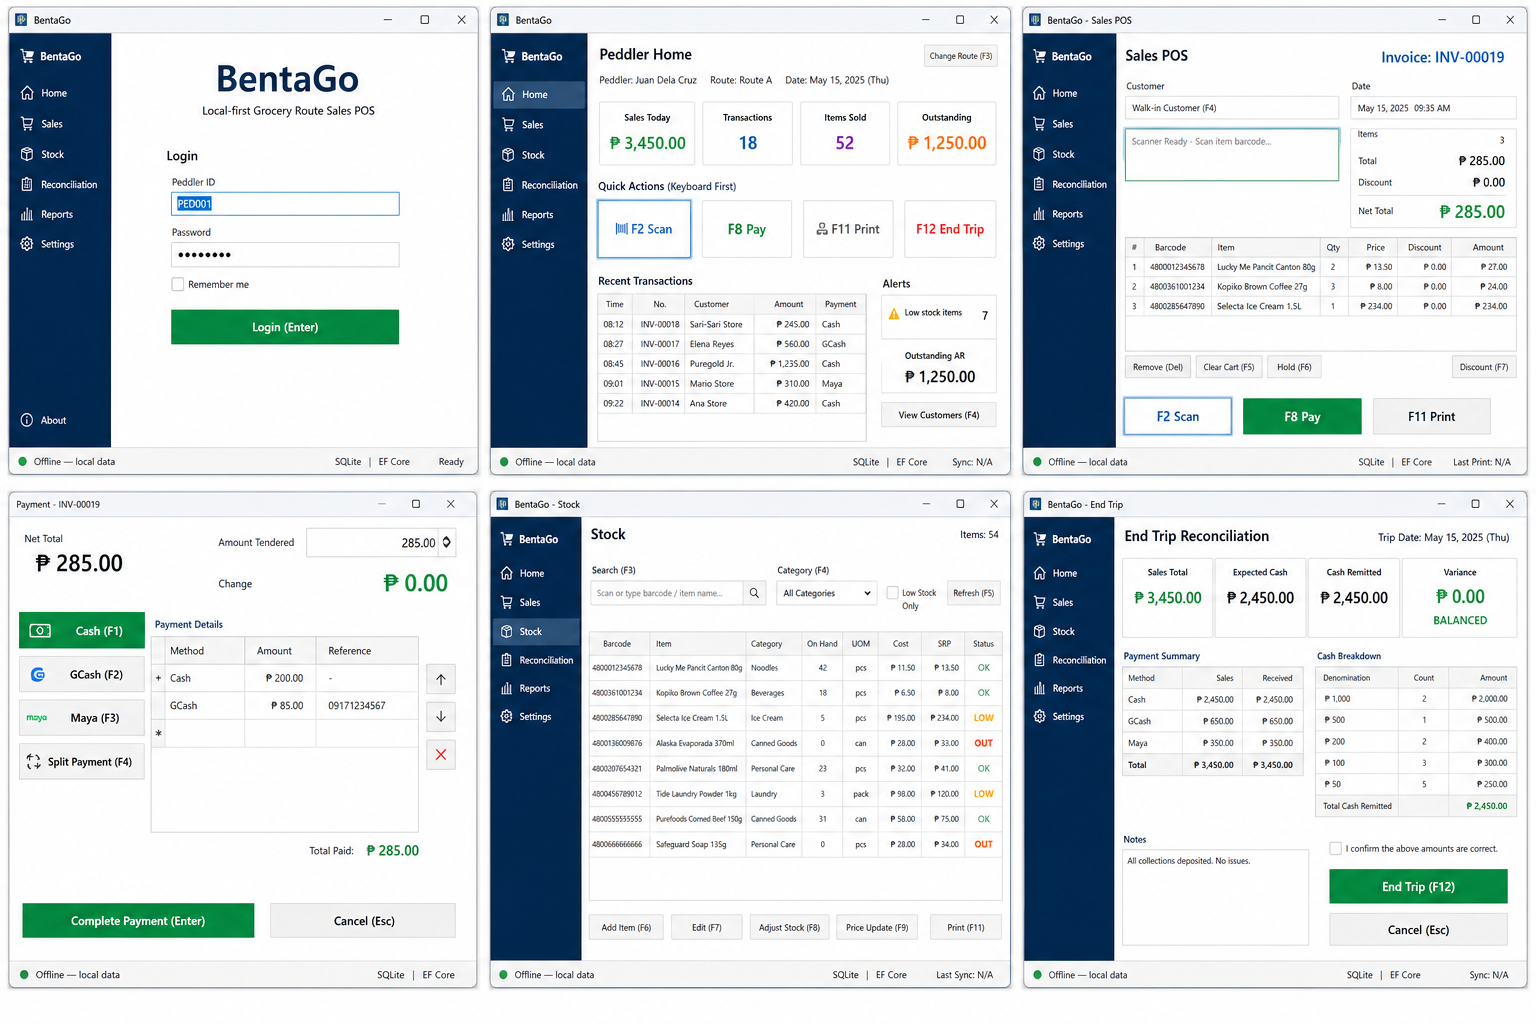 BentaGo
BentaGo
Home
Sales
Stock
Reconciliation
Reports
Settings
About
BentaGo
Local-first Grocery Route Sales POS
Login
Peddler ID
PED001
Password
••••••••
Remember me
Login (Enter)
Offline — local data
SQLite | EF Core Ready
BentaGo
BentaGo
Home
Sales
Stock
Reconciliation
Reports
Settings
Peddler Home
Change Route (F3)
Peddler: Juan Dela Cruz Route: Route A Date: May 15, 2025 (Thu)
Sales Today Transactions Items Sold Outstanding
₱ 3,450.00 18 52 ₱ 1,250.00
Quick Actions (Keyboard First)
F2 Scan F8 Pay F11 Print F12 End Trip
Recent Transactions
Time No. Customer Amount Payment
08:12 INV-00018 Sari-Sari Store ₱ 245.00 Cash
08:27 INV-00017 Elena Reyes ₱ 560.00 GCash
08:45 INV-00016 Puregold Jr. ₱ 1,235.00 Cash
09:01 INV-00015 Mario Store ₱ 310.00 Maya
09:22 INV-00014 Ana Store ₱ 420.00 Cash
Alerts
Low stock items 7
Outstanding AR
₱ 1,250.00
View Customers (F4)
Offline — local data
SQLite | EF Core Sync: N/A
BentaGo - Sales POS
BentaGo
Home
Sales
Stock
Reconciliation
Reports
Settings
Sales POS
Invoice: INV-00019
Customer
Walk-in Customer (F4)
Date
May 15, 2025 09:35 AM
Scanner Ready - Scan item barcode...
Items 3
Total ₱ 285.00
Discount ₱ 0.00
Net Total ₱ 285.00
# Barcode Item Qty Price Discount Amount
1 4800012345678 Lucky Me Pancit Canton 80g 2 ₱ 13.50 ₱ 0.00 ₱ 27.00
2 4800361001234 Kopiko Brown Coffee 27g 3 ₱ 8.00 ₱ 0.00 ₱ 24.00
3 4800285647890 Selecta Ice Cream 1.5L 1 ₱ 234.00 ₱ 0.00 ₱ 234.00
Remove (Del) Clear Cart (F5) Hold (F6) Discount (F7)
F2 Scan F8 Pay F11 Print
Offline — local data
SQLite | EF Core Last Print: N/A
Payment - INV-00019
Net Total
₱ 285.00
Amount Tendered 285.00
Change ₱ 0.00
Cash (F1)
GCash (F2)
maya Maya (F3)
Split Payment (F4)
Payment Details
Method Amount Reference
+ Cash ₱ 200.00 -
GCash ₱ 85.00 09171234567
*
Total Paid: ₱ 285.00
Complete Payment (Enter) Cancel (Esc)
Offline — local data
SQLite | EF Core
BentaGo - Stock
BentaGo
Home
Sales
Stock
Reconciliation
Reports
Settings
Stock
Items: 54
Search (F3)
Scan or type barcode / item name...
Category (F4)
All Categories
Low Stock
Only
Refresh (F5)
Barcode Item Category On Hand UOM Cost SRP Status
4800012345678 Lucky Me Pancit Canton 80g Noodles 42 pcs ₱ 11.50 ₱ 13.50 OK
4800361001234 Kopiko Brown Coffee 27g Beverages 18 pcs ₱ 6.50 ₱ 8.00 OK
4800285647890 Selecta Ice Cream 1.5L Ice Cream 5 pcs ₱ 195.00 ₱ 234.00 LOW
4800136009876 Alaska Evaporada 370ml Canned Goods 0 can ₱ 28.00 ₱ 33.00 OUT
4800207654321 Palmolive Naturals 180ml Personal Care 23 pcs ₱ 32.00 ₱ 41.00 OK
4800456789012 Tide Laundry Powder 1kg Laundry 3 pack ₱ 98.00 ₱ 120.00 LOW
4800555555555 Purefoods Corned Beef 150g Canned Goods 31 can ₱ 58.00 ₱ 75.00 OK
4800666666666 Safeguard Soap 135g Personal Care 0 pcs ₱ 28.00 ₱ 34.00 OUT
Add Item (F6) Edit (F7) Adjust Stock (F8) Price Update (F9) Print (F11)
Offline — local data
SQLite | EF Core Last Sync: N/A
BentaGo - End Trip
BentaGo
Home
Sales
Stock
Reconciliation
Reports
Settings
End Trip Reconciliation
Trip Date: May 15, 2025 (Thu)
Sales Total Expected Cash Cash Remitted Variance
₱ 3,450.00 ₱ 2,450.00 ₱ 2,450.00 ₱ 0.00
BALANCED
Payment Summary
Method Sales Received
Cash ₱ 2,450.00 ₱ 2,450.00
GCash ₱ 650.00 ₱ 650.00
Maya ₱ 350.00 ₱ 350.00
Total ₱ 3,450.00 ₱ 3,450.00
Cash Breakdown
Denomination Count Amount
₱ 1,000 2 ₱ 2,000.00
₱ 500 1 ₱ 500.00
₱ 200 2 ₱ 400.00
₱ 100 3 ₱ 300.00
₱ 50 5 ₱ 250.00
Total Cash Remitted ₱ 2,450.00
Notes
All collections deposited. No issues.
I confirm the above amounts are correct.
End Trip (F12)
Cancel (Esc)
Offline — local data
SQLite | EF Core Sync: N/A